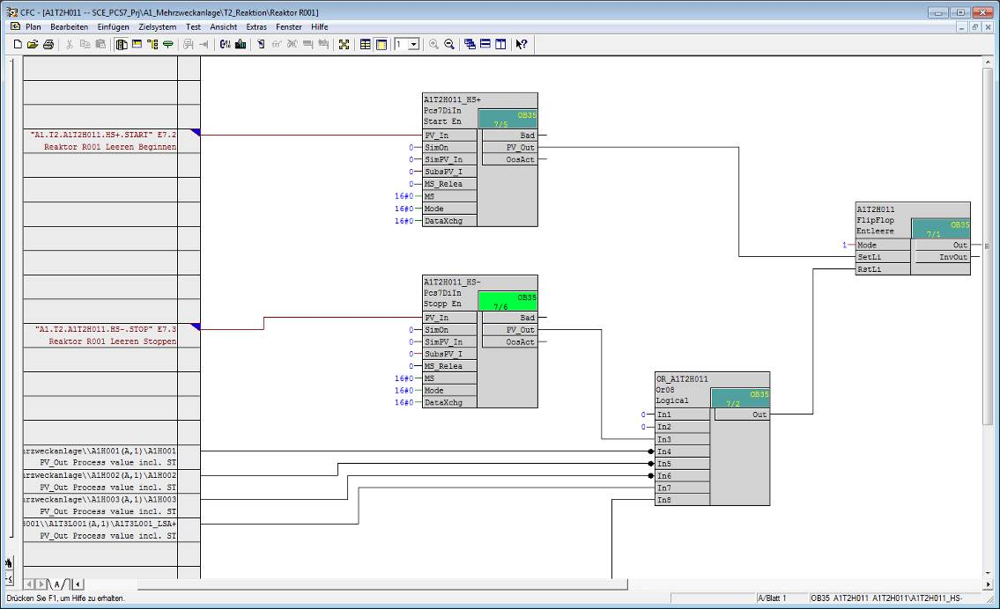 CFC - [A1T2H011 -- SCE_PCS7_Prj\A1_Mehrzweckanlage\T2_Reaktion\Reaktor R001]
Plan Bearbeiten Einfügen Zielsystem Test Ansicht Extras Fenster Hilfe
1
A1T2H011_HS+
Pcs7DiIn
Start En
OB35
7/5
"A1.T2.A1T2H011.HS+.START" E7.2
Reaktor R001 Leeren Beginnen
PV_In Bad
0 SimOn PV_Out
0 SimPV_In OosAct
0 SubsPV_I
0 MS_Relea
16#0 MS
16#0 Mode
16#0 DataXchg
A1T2H011
FlipFlop
Entleere
OB35
7/1
1 Mode Out
SetLi InvOut
RstLi
A1T2H011_HS-
Pcs7DiIn
Stopp En
OB35
7/6
"A1.T2.A1T2H011.HS-.STOP" E7.3
Reaktor R001 Leeren Stoppen
PV_In Bad
0 SimOn PV_Out
0 SimPV_In OosAct
0 SubsPV_I
0 MS_Relea
16#0 MS
16#0 Mode
16#0 DataXchg
OR_A1T2H011
Or08
Logical
OB35
7/2
0 In1 Out
0 In2
In3
In4
In5
In6
In7
In8
rzweckanlage\\A1H001(A,1)\A1H001
PV_Out Process value incl. ST
rzweckanlage\\A1H002(A,1)\A1H002
PV_Out Process value incl. ST
rzweckanlage\\A1H003(A,1)\A1H003
PV_Out Process value incl. ST
001\\A1T3L001(A,1)\A1T3L001_LSA+
PV_Out Process value incl. ST
A
Drücken Sie F1, um Hilfe zu erhalten.
A/Blatt 1
OB35 A1T2H011 A1T2H011\A1T2H011_HS-